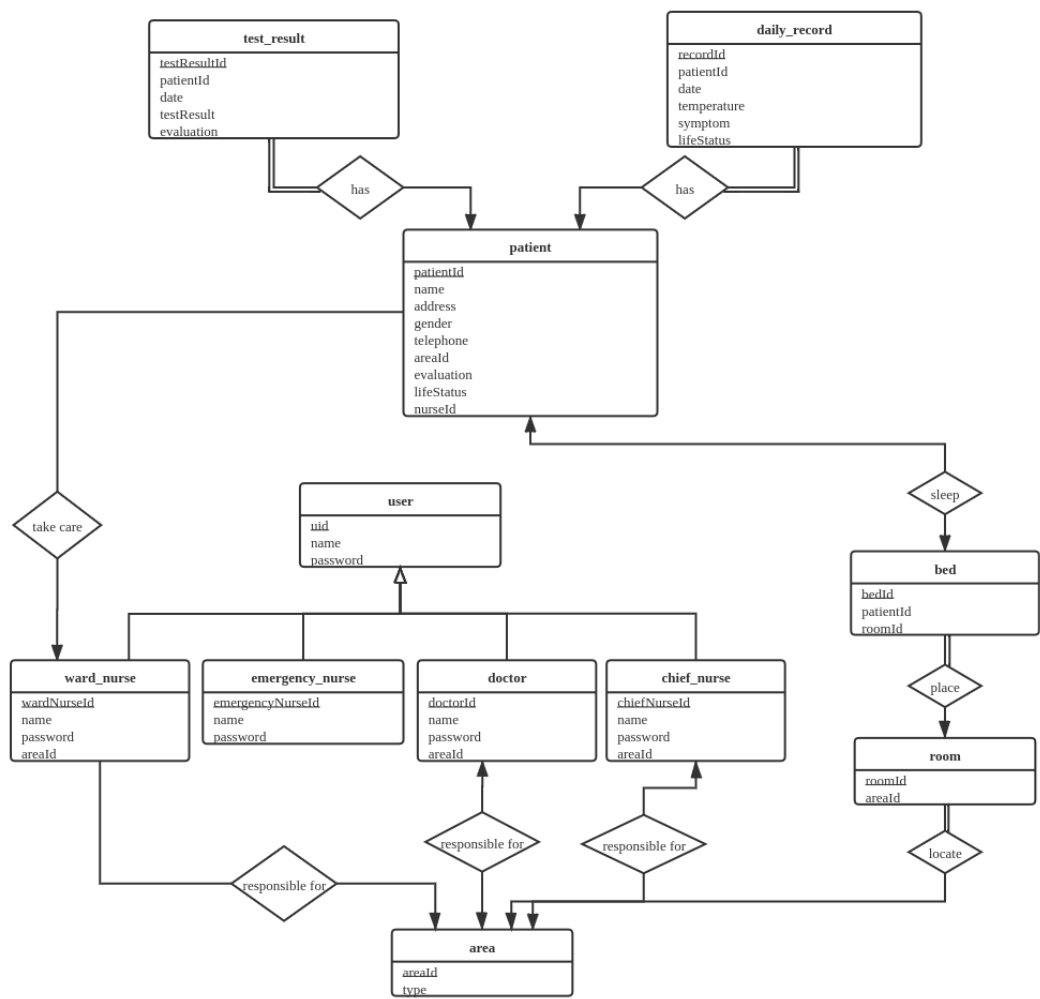 test_result
testResultId
patientId
date
testResult
evaluation
daily_record
recordId
patientId
date
temperature
symptom
lifeStatus
has
has
patient
patientId
name
address
gender
telephone
areaId
evaluation
lifeStatus
nurseId
take care
user
uid
name
password
sleep
bed
bedId
patientId
roomId
ward_nurse
wardNurseId
name
password
areaId
emergency_nurse
emergencyNurseId
name
password
doctor
doctorId
name
password
areaId
chief_nurse
chiefNurseId
name
password
areaId
place
room
roomId
areaId
responsible for
responsible for
responsible for
locate
area
areaId
type